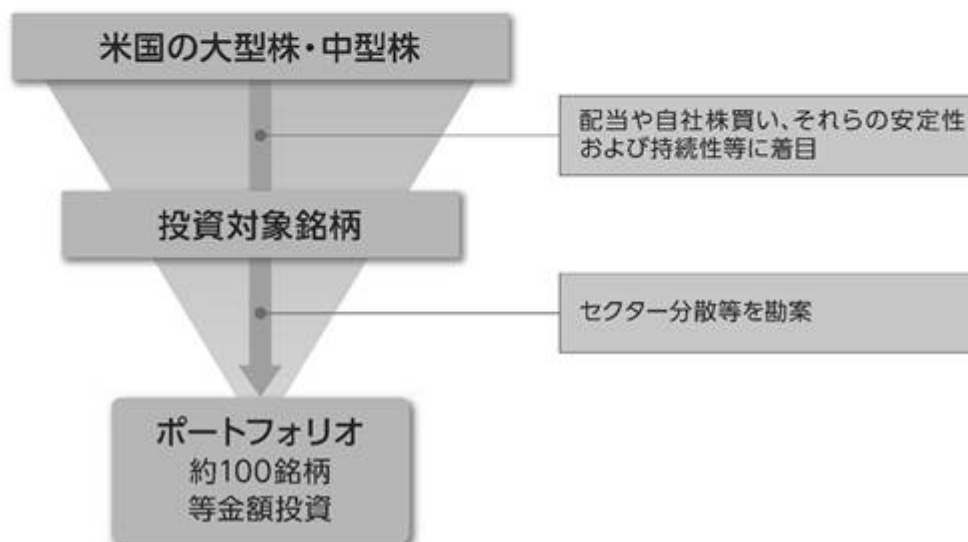 米国の大型株・中型株
配当や自社株買い、それらの安定性
および持続性等に着目
投資対象銘柄
セクター分散等を勘案
ポートフォリオ
約100銘柄
等金額投資